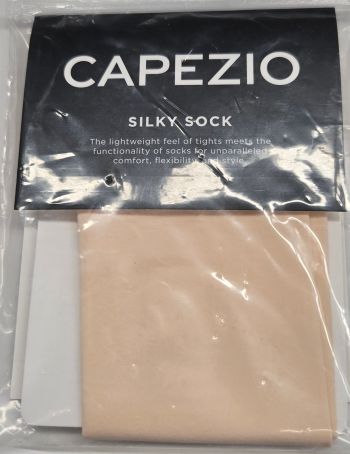 CAPEZIO
SILKY SOCK
The lightweight feel of tights meets the
functionality of socks for unparalleled
comfort, flexibility and style.